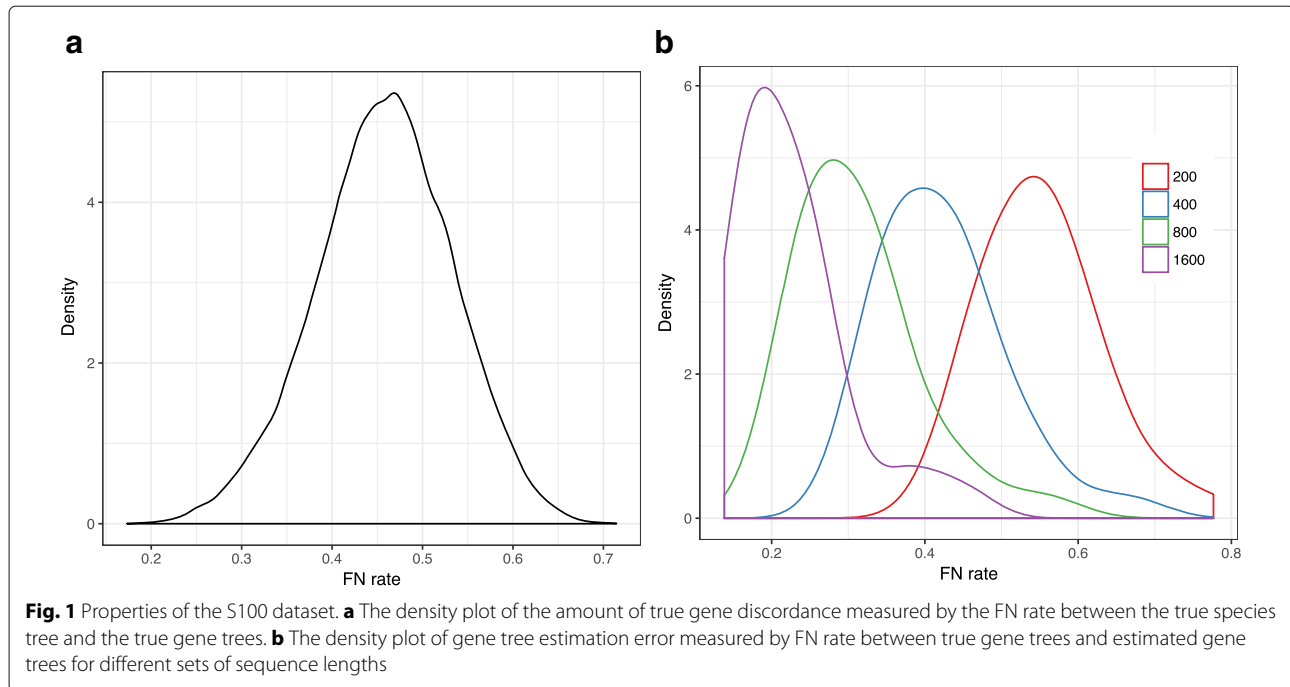 a
Density
0
2
4
0.2
0.3
0.4
0.5
0.6
0.7
FN rate
b
Density
0
2
4
6
0.2
0.4
0.6
0.8
FN rate
200
400
800
1600
Fig. 1 Properties of the S100 dataset. a The density plot of the amount of true gene discordance measured by the FN rate between the true species
tree and the true gene trees. b The density plot of gene tree estimation error measured by FN rate between true gene trees and estimated gene
trees for different sets of sequence lengths